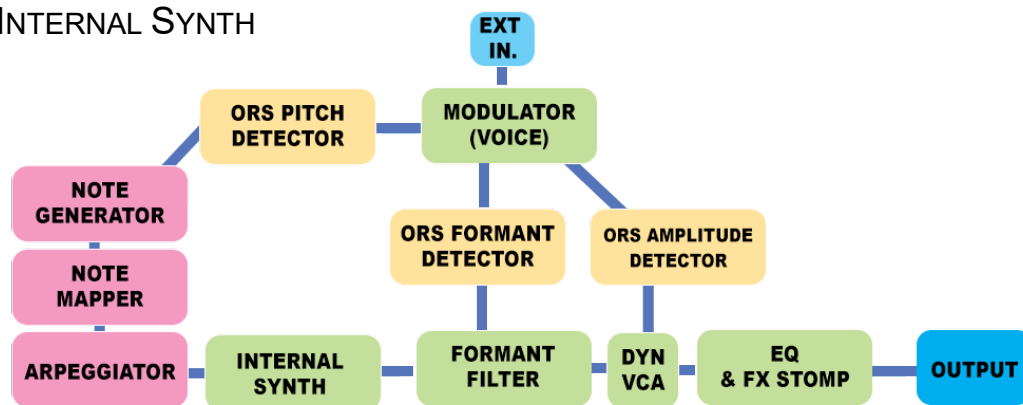 INTERNAL SYNTH
EXT
IN.
ORS PITCH
DETECTOR
MODULATOR
(VOICE)
NOTE
GENERATOR
ORS FORMANT
DETECTOR
ORS AMPLITUDE
DETECTOR
NOTE
MAPPER
ARPEGGIATOR
INTERNAL
SYNTH
FORMANT
FILTER
DYN
VCA
EQ
& FX STOMP
OUTPUT